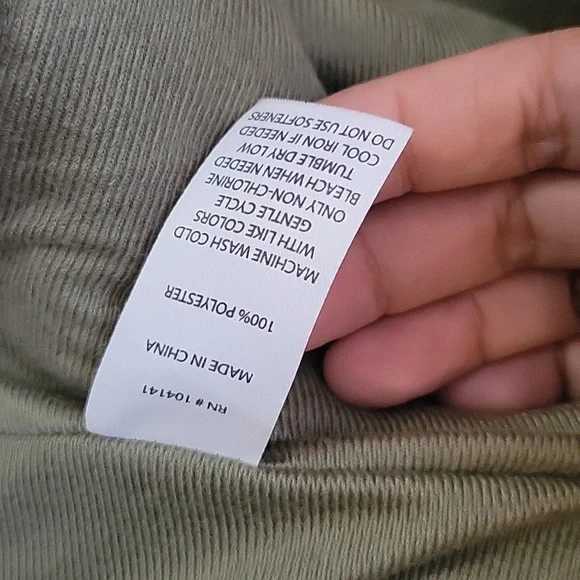 RN # 104141
MADE IN CHINA
100% POLYESTER
MACHINE WASH COLD
WITH LIKE COLORS
GENTLE CYCLE
ONLY NON-CHLORINE
BLEACH WHEN NEEDED
TUMBLE DRY LOW
COOL IRON IF NEEDED
DO NOT USE SOFTENERS